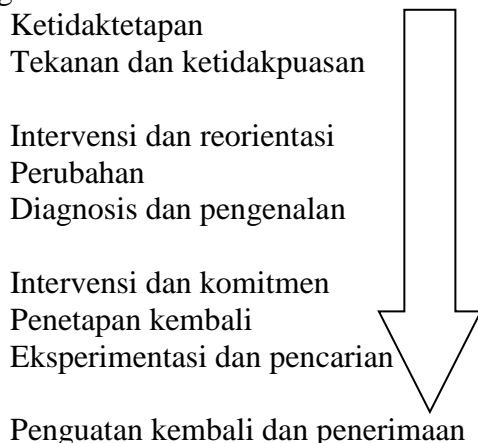 Ketidaktetapan
Tekanan dan ketidakpuasan
Intervensi dan reorientasi
Perubahan
Diagnosis dan pengenalan
Intervensi dan komitmen
Penetapan kembali
Eksperimentasi dan pencarian
Penguatan kembali dan penerimaan